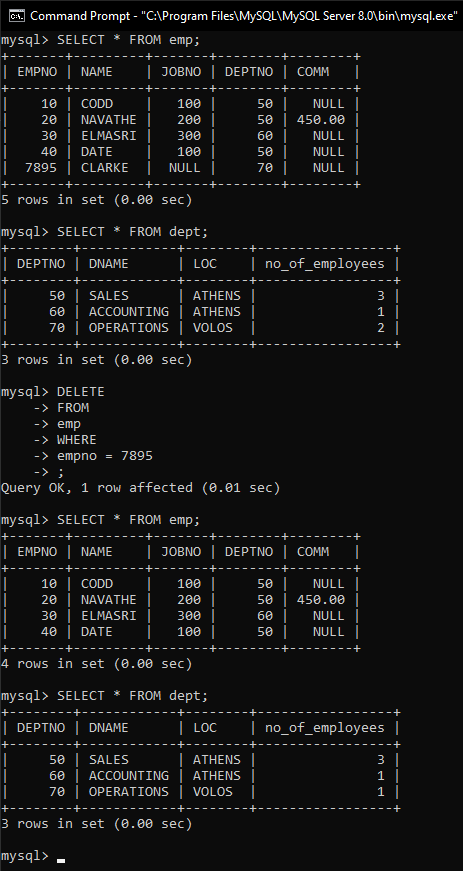 Command Prompt - "C:\Program Files\MySQL\MySQL Server 8.0\bin\mysql.exe"
mysql> SELECT * FROM emp;
+-------+---------+-------+--------+--------+
| EMPNO | NAME    | JOBNO | DEPTNO | COMM   |
+-------+---------+-------+--------+--------+
|    10 | CODD    |   100 |     50 |   NULL |
|    20 | NAVATHE |   200 |     50 | 450.00 |
|    30 | ELMASRI |   300 |     60 |   NULL |
|    40 | DATE    |   100 |     50 |   NULL |
|  7895 | CLARKE  |  NULL |     70 |   NULL |
+-------+---------+-------+--------+--------+
5 rows in set (0.00 sec)

mysql> SELECT * FROM dept;
+--------+------------+--------+-----------------+
| DEPTNO | DNAME      | LOC    | no_of_employees |
+--------+------------+--------+-----------------+
|     50 | SALES      | ATHENS |               3 |
|     60 | ACCOUNTING | ATHENS |               1 |
|     70 | OPERATIONS | VOLOS  |               2 |
+--------+------------+--------+-----------------+
3 rows in set (0.00 sec)

mysql> DELETE
    -> FROM
    -> emp
    -> WHERE
    -> empno = 7895
    -> ;
Query OK, 1 row affected (0.01 sec)

mysql> SELECT * FROM emp;
+-------+---------+-------+--------+--------+
| EMPNO | NAME    | JOBNO | DEPTNO | COMM   |
+-------+---------+-------+--------+--------+
|    10 | CODD    |   100 |     50 |   NULL |
|    20 | NAVATHE |   200 |     50 | 450.00 |
|    30 | ELMASRI |   300 |     60 |   NULL |
|    40 | DATE    |   100 |     50 |   NULL |
+-------+---------+-------+--------+--------+
4 rows in set (0.00 sec)

mysql> SELECT * FROM dept;
+--------+------------+--------+-----------------+
| DEPTNO | DNAME      | LOC    | no_of_employees |
+--------+------------+--------+-----------------+
|     50 | SALES      | ATHENS |               3 |
|     60 | ACCOUNTING | ATHENS |               1 |
|     70 | OPERATIONS | VOLOS  |               1 |
+--------+------------+--------+-----------------+
3 rows in set (0.00 sec)

mysql>